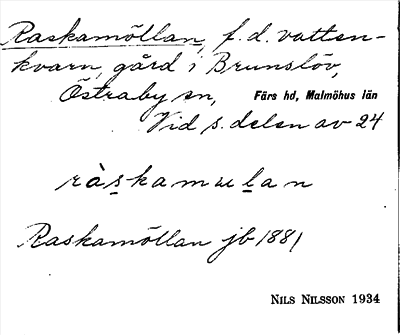 Raskamöllan, f. d. vatten-
kvarn, gård i Brunslöv,
Östraby sn, Färs hd, Malmöhus län
Vid s. delen av 24
Raskamöllan jb 1881
NILS NILSSON 1934